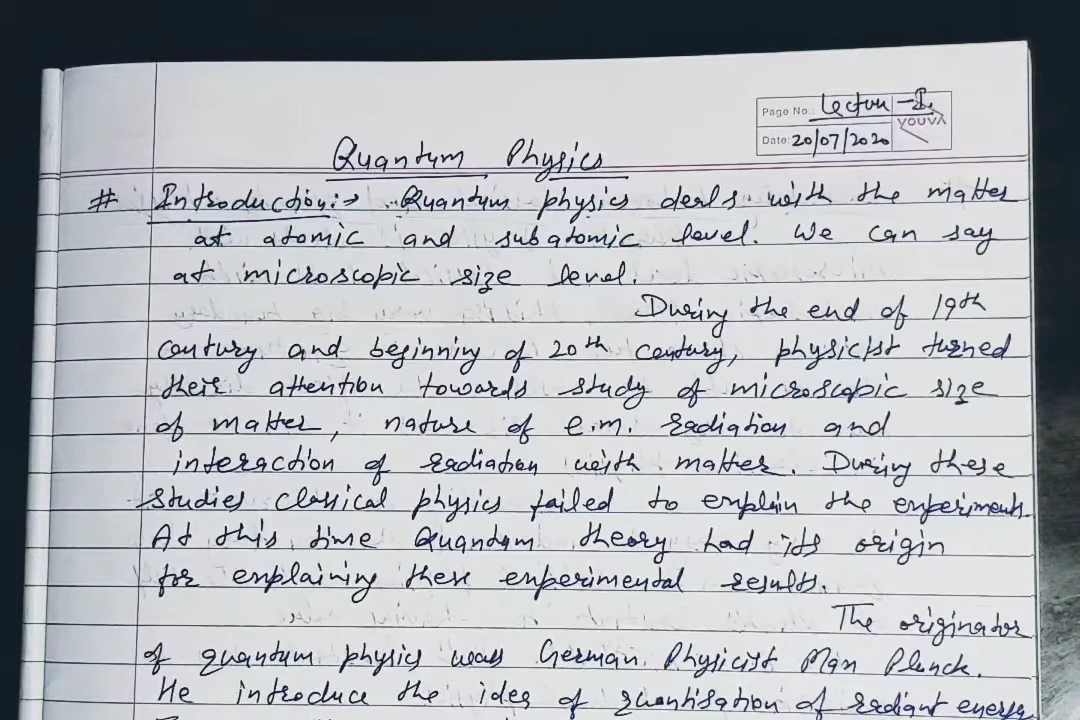 Page No.: Lecture -I.
YOUVA
Date: 20/07/2020
Quantum Physics
# Introduction :→ Quantum physics deals with the matter
at atomic and subatomic level. We can say
at microscopic size level.
During the end of 19th
century and beginning of 20th century, physicist turned
their attention towards study of microscopic size
of matter, nature of e.m. radiation and
interaction of radiation with matter. During these
studies classical physics failed to explain the experiments.
At this time Quantum theory had its origin
for explaining these experimental results.
The originator
of quantum physics was German Physicist Max Planck.
He introduce the idea of quantisation of radiant energy